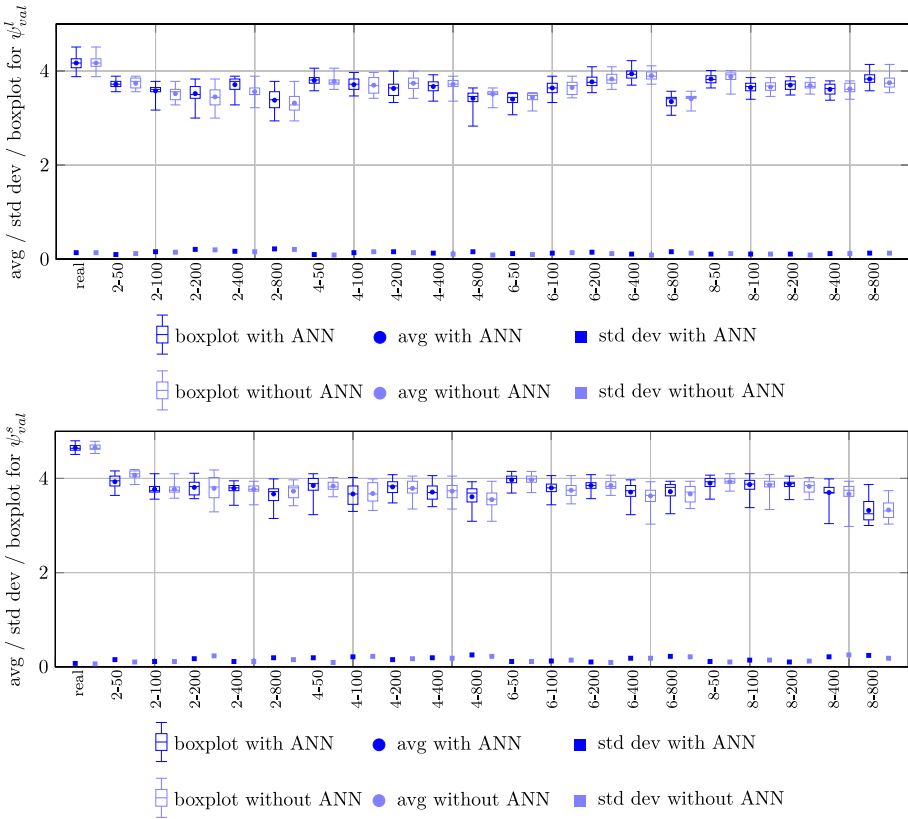 avg / std dev / boxplot for ψ^l_val
4
2
0
real
2-50
2-100
2-200
2-400
2-800
4-50
4-100
4-200
4-400
4-800
6-50
6-100
6-200
6-400
6-800
8-50
8-100
8-200
8-400
8-800
boxplot with ANN
avg with ANN
std dev with ANN
boxplot without ANN
avg without ANN
std dev without ANN
avg / std dev / boxplot for ψ^s_val
4
2
0
real
2-50
2-100
2-200
2-400
2-800
4-50
4-100
4-200
4-400
4-800
6-50
6-100
6-200
6-400
6-800
8-50
8-100
8-200
8-400
8-800
boxplot with ANN
avg with ANN
std dev with ANN
boxplot without ANN
avg without ANN
std dev without ANN